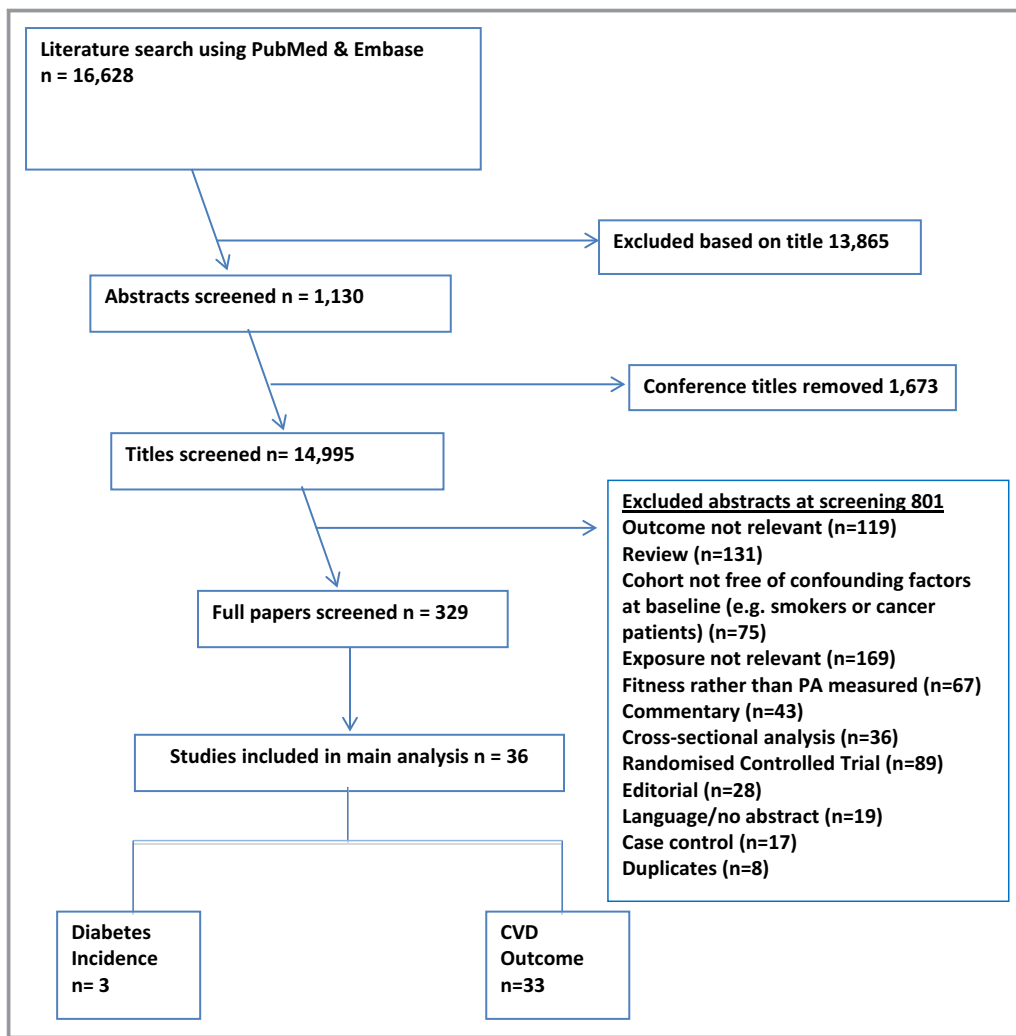 Literature search using PubMed & Embase
n = 16,628
Excluded based on title 13,865
Abstracts screened n = 1,130
Conference titles removed 1,673
Titles screened n= 14,995
Excluded abstracts at screening 801
Outcome not relevant (n=119)
Review (n=131)
Cohort not free of confounding factors
at baseline (e.g. smokers or cancer
patients) (n=75)
Exposure not relevant (n=169)
Fitness rather than PA measured (n=67)
Commentary (n=43)
Cross-sectional analysis (n=36)
Randomised Controlled Trial (n=89)
Editorial (n=28)
Language/no abstract (n=19)
Case control (n=17)
Duplicates (n=8)
Full papers screened n = 329
Studies included in main analysis n = 36
Diabetes
Incidence
n= 3
CVD
Outcome
n=33